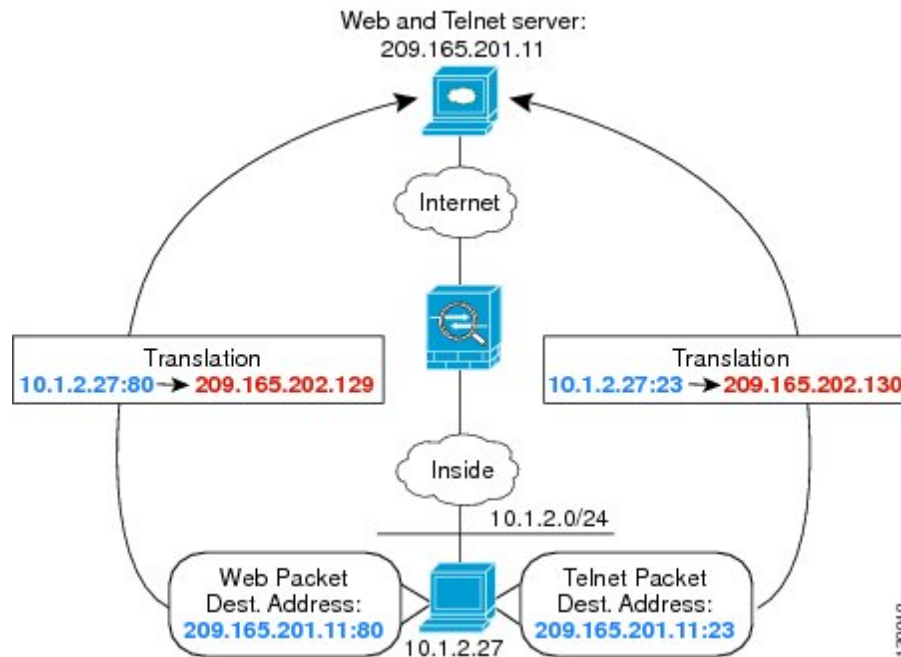 Web and Telnet server:
209.165.201.11
Internet
Translation
10.1.2.27:80 209.165.202.129
Translation
10.1.2.27:23 209.165.202.130
Inside
10.1.2.0/24
Web Packet
Dest. Address:
209.165.201.11:80
Telnet Packet
Dest. Address:
209.165.201.11:23
10.1.2.27